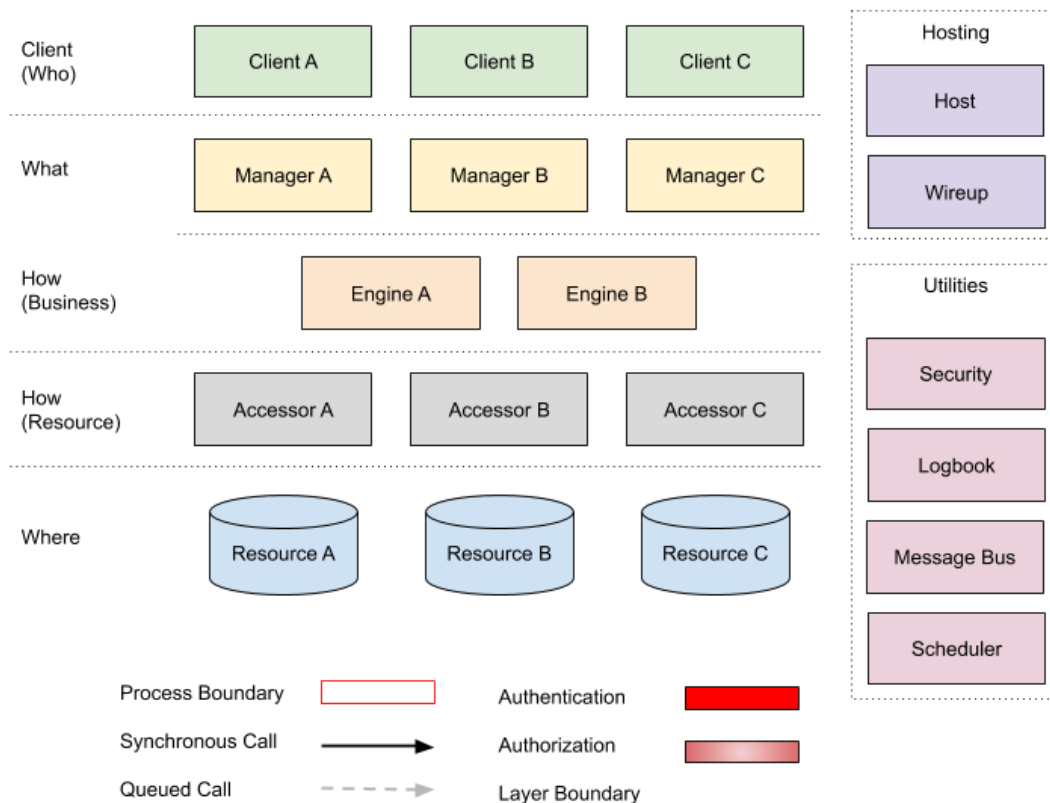 Client
(Who)
Client A
Client B
Client C
What
Manager A
Manager B
Manager C
How
(Business)
Engine A
Engine B
How
(Resource)
Accessor A
Accessor B
Accessor C
Where
Resource A
Resource B
Resource C
Hosting
Host
Wireup
Utilities
Security
Logbook
Message Bus
Scheduler
Process Boundary
Synchronous Call
Queued Call
Authentication
Authorization
Layer Boundary